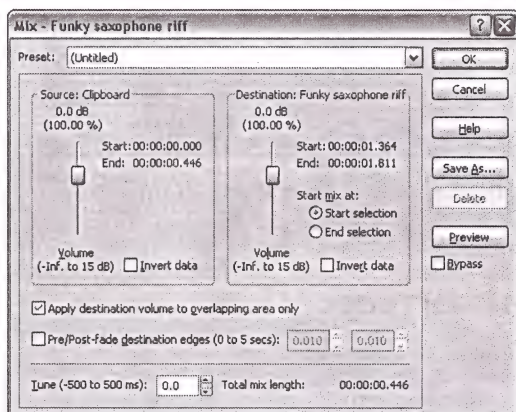 Mix - Funky saxophone riff
Preset: (Untitled)
OK
Cancel
Help
Save As...
Delete
Preview
Bypass
Source: Clipboard
0.0 dB
(100.00 %)
Start: 00:00:00.000
End: 00:00:00.446
Volume
(-Inf. to 15 dB)
Invert data
Destination: Funky saxophone riff
0.0 dB
(100.00 %)
Start: 00:00:01.364
End: 00:00:01.811
Start mix at:
Start selection
End selection
Volume
(-Inf. to 15 dB)
Invert data
Apply destination volume to overlapping area only
Pre/Post-fade destination edges (0 to 5 secs): 0.010 0.010
Tune (-500 to 500 ms): 0.0 Total mix length: 00:00:00.446